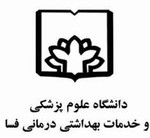 دانشگاه علوم پزشکی
و خدمات بهداشتی درمانی فسا